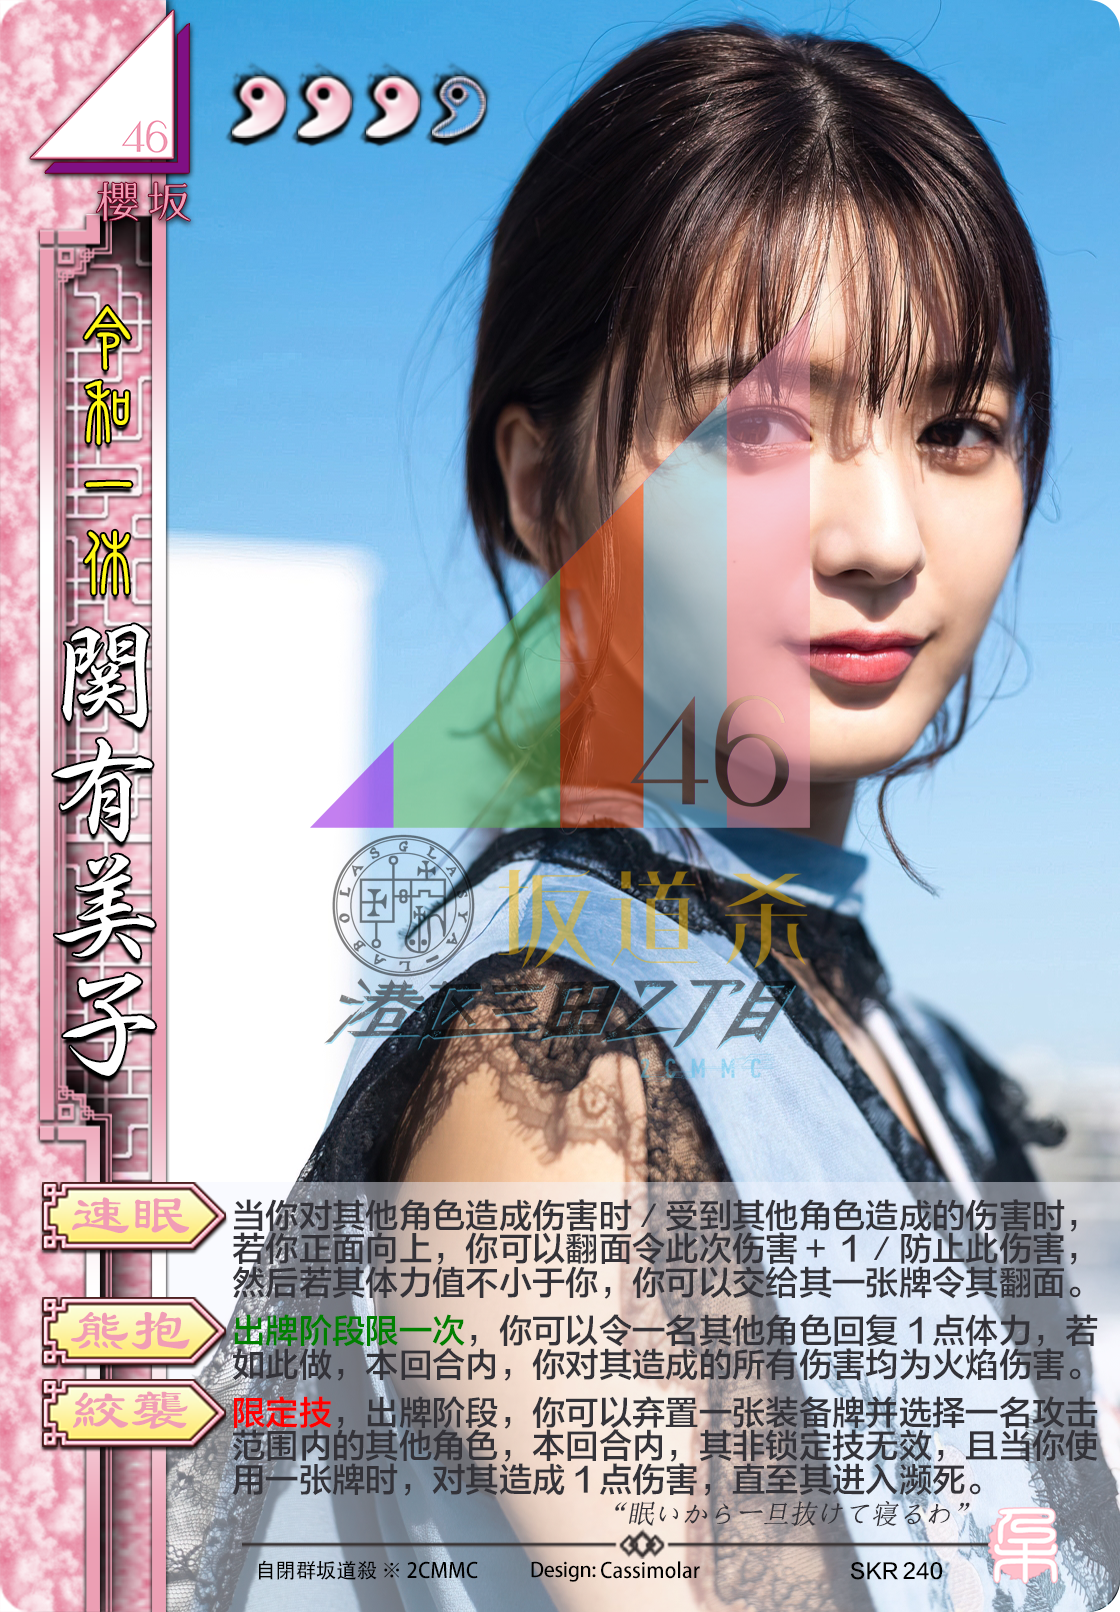 46
櫻坂
令和一休
関有美子
46
GLASYA-LABOLAS
坂道杀
港区三田2丁目
2CMMC
速眠
当你对其他角色造成伤害时／受到其他角色造成的伤害时，
若你正面向上，你可以翻面令此次伤害＋１／防止此伤害，
然后若其体力值不小于你，你可以交给其一张牌令其翻面。
熊抱
出牌阶段限一次，你可以令一名其他角色回复１点体力，若
如此做，本回合内，你对其造成的所有伤害均为火焰伤害。
絞襲
限定技，出牌阶段，你可以弃置一张装备牌并选择一名攻击
范围内的其他角色，本回合内，其非锁定技无效，且当你使
用一张牌时，对其造成１点伤害，直至其进入濒死。
“眠いから一旦抜けて寝るわ”
自閉群坂道殺 ※ 2CMMC Design: Cassimolar SKR 240